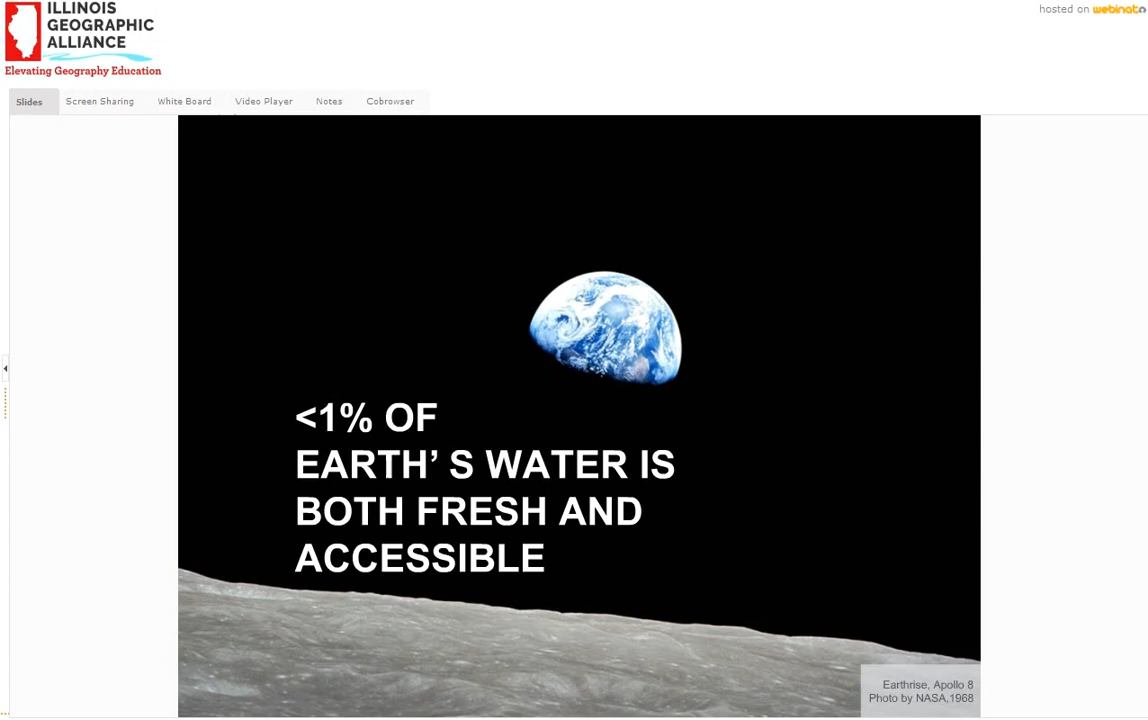 ILLINOIS
GEOGRAPHIC
ALLIANCE
Elevating Geography Education
hosted on webinato
Slides Screen Sharing White Board Video Player Notes Cobrowser
<1% OF
EARTH’ S WATER IS
BOTH FRESH AND
ACCESSIBLE
Earthrise, Apollo 8
Photo by NASA,1968